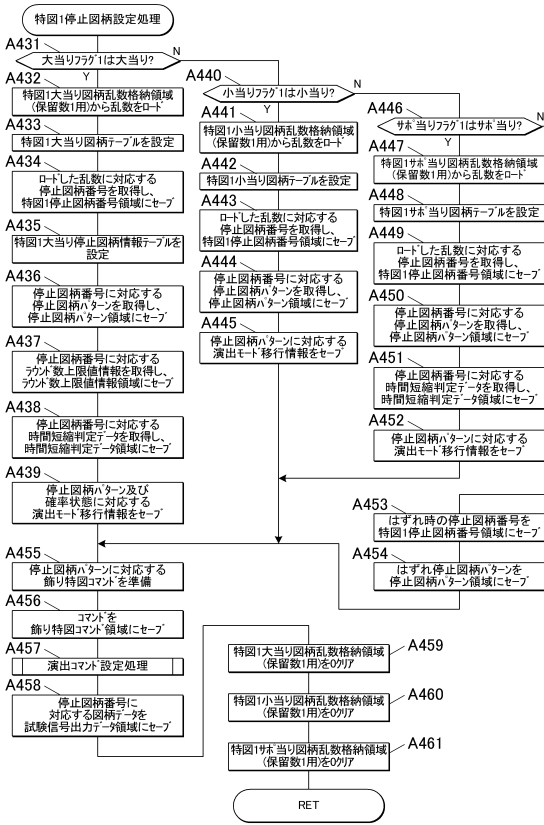 特図1停止図柄設定処理
A431
大当りフラグ1は大当り?
N
Y
A432
特図1大当り図柄乱数格納領域
(保留数1用)から乱数をロード
A433
特図1大当り図柄テーブルを設定
A434
ロードした乱数に対応する
停止図柄番号を取得し、
特図1停止図柄番号領域にセーブ
A435
特図1大当り停止図柄情報テーブルを
設定
A436
停止図柄番号に対応する
停止図柄パターンを取得し、
停止図柄パターン領域にセーブ
A437
停止図柄番号に対応する
ラウンド数上限値情報を取得し、
ラウンド数上限値情報領域にセーブ
A438
停止図柄番号に対応する
時間短縮判定データを取得し、
時間短縮判定データ領域にセーブ
A439
停止図柄パターン及び
確率状態に対応する
演出モード移行情報をセーブ
A440
小当りフラグ1は小当り?
N
Y
A441
特図1小当り図柄乱数格納領域
(保留数1用)から乱数をロード
A442
特図1小当り図柄テーブルを設定
A443
ロードした乱数に対応する
停止図柄番号を取得し、
特図1停止図柄番号領域にセーブ
A444
停止図柄番号に対応する
停止図柄パターンを取得し、
停止図柄パターン領域にセーブ
A445
停止図柄パターンに対応する
演出モード移行情報をセーブ
A446
サポ当りフラグ1はサポ当り?
N
Y
A447
特図1サポ当り図柄乱数格納領域
(保留数1用)から乱数をロード
A448
特図1サポ当り図柄テーブルを設定
A449
ロードした乱数に対応する
停止図柄番号を取得し、
特図1停止図柄番号領域にセーブ
A450
停止図柄番号に対応する
停止図柄パターンを取得し、
停止図柄パターン領域にセーブ
A451
停止図柄番号に対応する
時間短縮判定データを取得し、
時間短縮判定データ領域にセーブ
A452
停止図柄パターンに対応する
演出モード移行情報をセーブ
A453
はずれ時の停止図柄番号を
特図1停止図柄番号領域にセーブ
A454
はずれ停止図柄パターンを
停止図柄パターン領域にセーブ
A455
停止図柄パターンに対応する
飾り特図コマンドを準備
A456
コマンドを
飾り特図コマンド領域にセーブ
A457
演出コマンド設定処理
A458
停止図柄番号に
対応する図柄データを
試験信号出力データ領域にセーブ
A459
特図1大当り図柄乱数格納領域
(保留数1用)を0クリア
A460
特図1小当り図柄乱数格納領域
(保留数1用)を0クリア
A461
特図1サポ当り図柄乱数格納領域
(保留数1用)を0クリア
RET